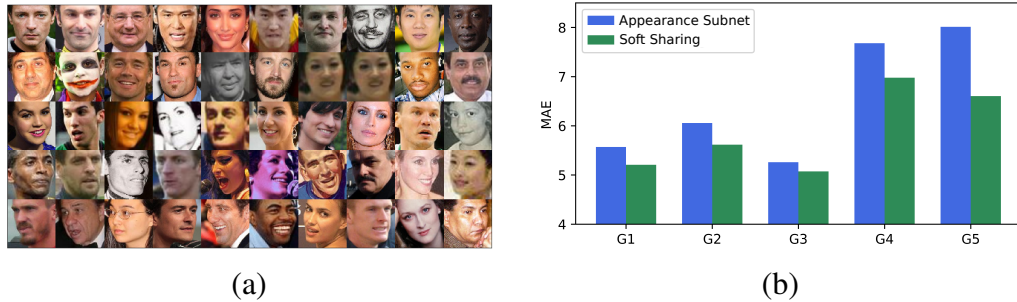 Appearance Subnet
Soft Sharing
MAE
8
7
6
5
4
G1 G2 G3 G4 G5
(a) (b)